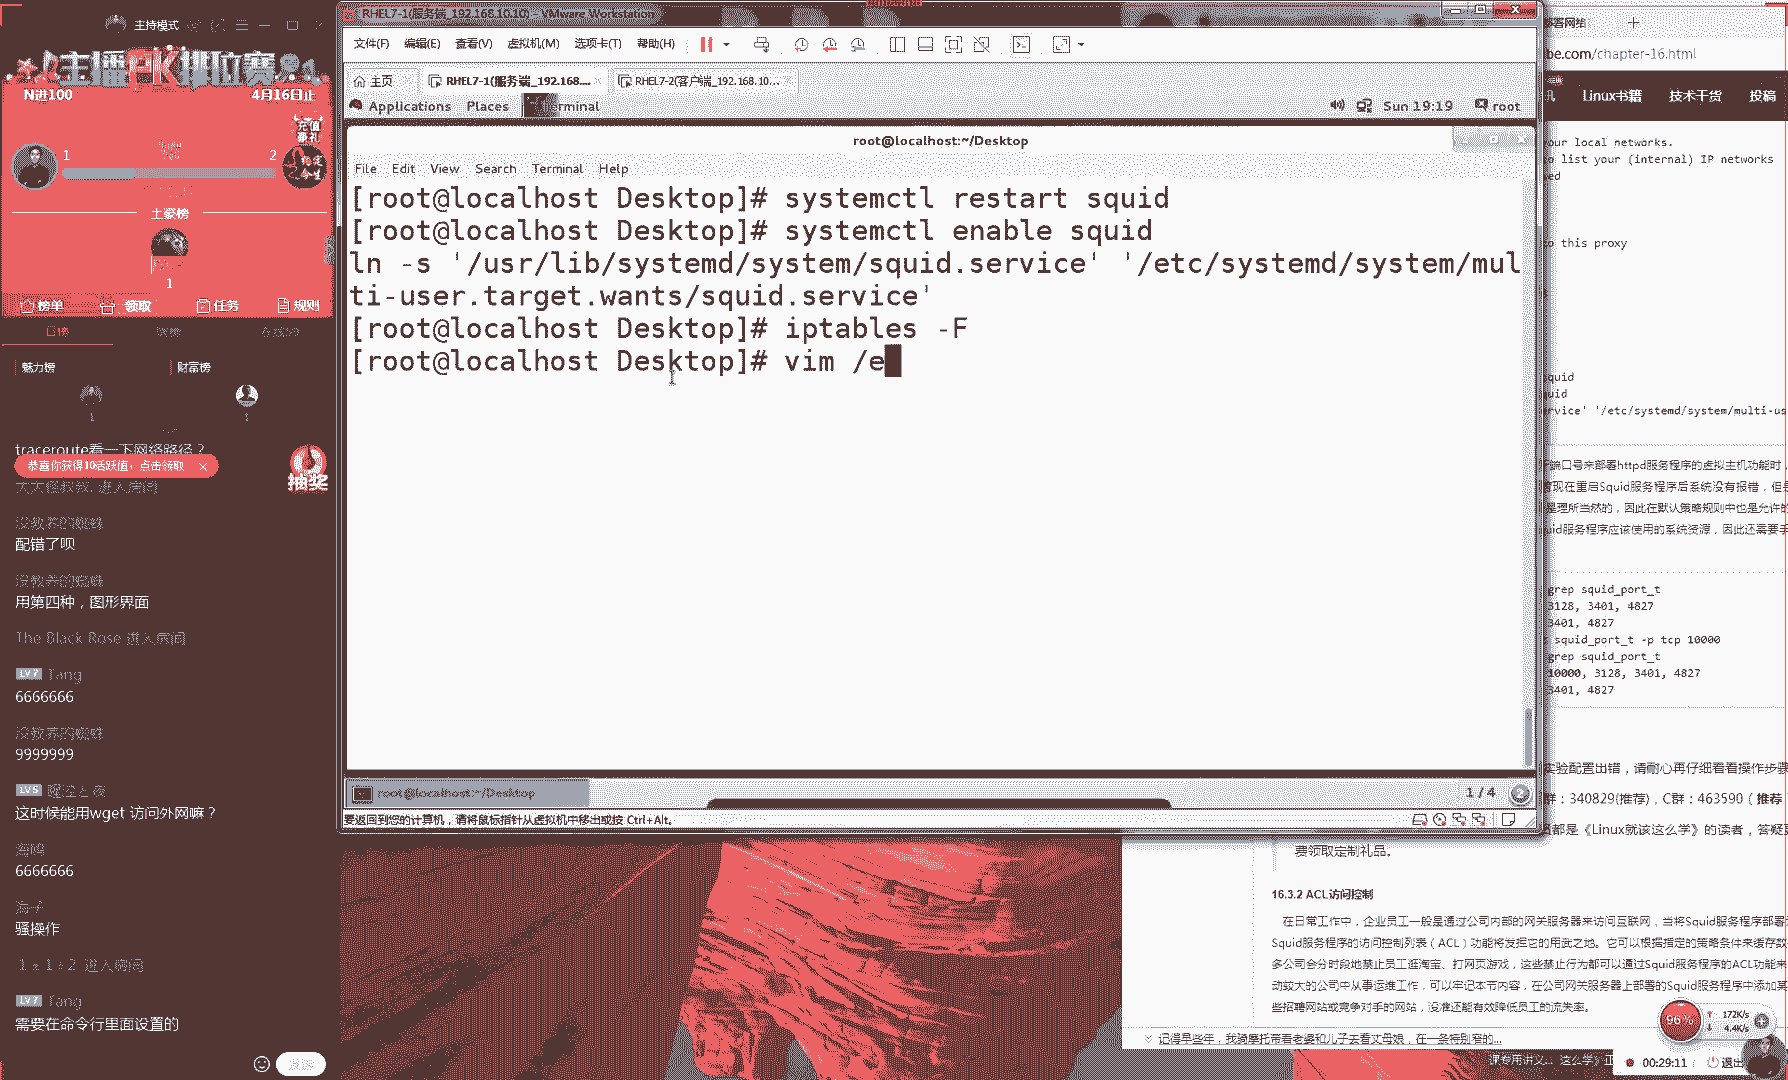 主持模式
主播PK排位赛
N进100
4月16日止
1
2
土豪榜
1
榜单
领取
任务
规则
魅力榜
财富榜
1
1
traceroute看一下网络路径？
恭喜你获得10活跃值，点击领取
抽奖
没教养的蜘蛛
配错了呗
没教养的蜘蛛
用第四种，图形界面
The Black Rose 进入房间
LV7 Tang
6666666
没教养的蜘蛛
9999999
LV5
这时候能用wget 访问外网嘛？
6666666
海子
骚操作
进入房间
LV7 Tang
需要在命令行里面设置的
RHEL7-1(服务端_192.168.10.10) - VMware Workstation
文件(F) 编辑(E) 查看(V) 虚拟机(M) 选项卡(T) 帮助(H)
主页
RHEL7-1(服务端_192.168....
RHEL7-2(客户端_192.168.10...
Applications Places Terminal
Sun 19:19 root
root@localhost:~/Desktop
File Edit View Search Terminal Help
[root@localhost Desktop]# systemctl restart squid
[root@localhost Desktop]# systemctl enable squid
ln -s '/usr/lib/systemd/system/squid.service' '/etc/systemd/system/mul
ti-user.target.wants/squid.service'
[root@localhost Desktop]# iptables -F
[root@localhost Desktop]# vim /e
root@localhost:~/Desktop
1 / 4
2
要返回到您的计算机，请将鼠标指针从虚拟机中移出或按 Ctrl+Alt。
部署网络
be.com/chapter-16.html
讯 Linux书籍 技术干货 投稿
our local networks.
o list your (internal) IP networks
wed
to this proxy
squid
uid
ervice' '/etc/systemd/system/multi-us
端口号来部署httpd服务程序的虚拟主机功能时，
现在重启Squid服务程序后系统没有报错，但是
是理所当然的，因此在默认策略规则中也是允许的
uid服务程序应该使用的系统资源，因此还需要手
grep squid_port_t
3128, 3401, 4827
3401, 4827
squid_port_t -p tcp 10000
grep squid_port_t
10000, 3128, 3401, 4827
3401, 4827
实验配置出错，请耐心再仔细看看操作步骤
群：340829(推荐)，C群：463590（推荐
都是《Linux就该这么学》的读者，答疑
费领取定制礼品。
16.3.2 ACL访问控制
在日常工作中，企业员工一般是通过公司内部的网关服务器来访问互联网，当将Squid服务程序部署
Squid服务程序的访问控制列表（ACL）功能将发挥它的用武之地。它可以根据指定的策略条件来缓存数
多公司会分时段地禁止员工逛淘宝、打网页游戏，这些禁止行为都可以通过Squid服务程序的ACL功能来
动较大的公司中从事运维工作，可以牢记本节内容，在公司网关服务器上部署的Squid服务程序中添加某
些招聘网站或竞争对手的网站，没准还能有效降低员工的流失率。
记得早些年，我骑摩托带着老婆和儿子去看丈母娘，在一条特别窄的...
96%
172K/s
4.4K/s
00:29:11
退出